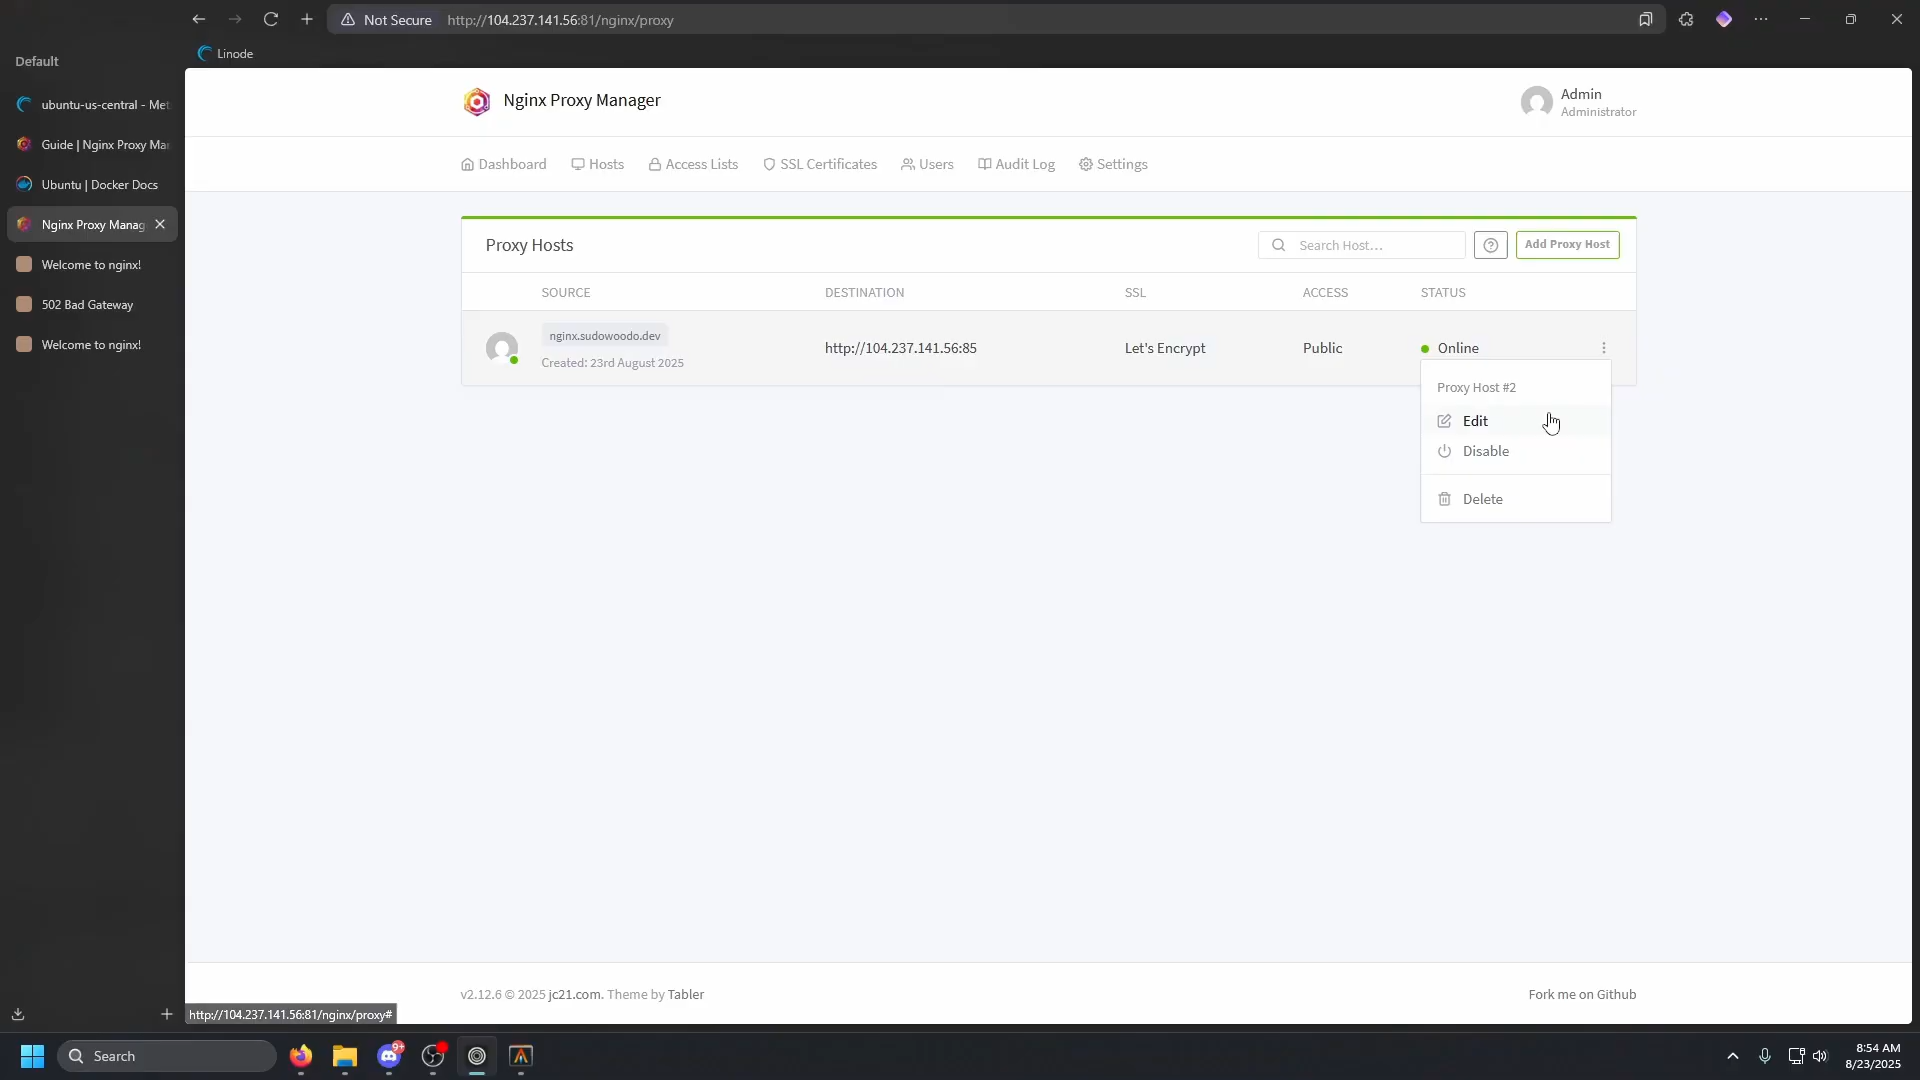 Not Secure http://104.237.141.56:81/nginx/proxy
Linode
Default
ubuntu-us-central - Met
Guide | Nginx Proxy Man
Ubuntu | Docker Docs
Nginx Proxy Manag
Welcome to nginx!
502 Bad Gateway
Welcome to nginx!
Nginx Proxy Manager
Admin
Administrator
Dashboard Hosts Access Lists SSL Certificates Users Audit Log Settings
Proxy Hosts
Search Host...
Add Proxy Host
SOURCE DESTINATION SSL ACCESS STATUS
nginx.sudowoodo.dev
Created: 23rd August 2025
http://104.237.141.56:85 Let's Encrypt Public Online
Proxy Host #2
Edit
Disable
Delete
v2.12.6 © 2025 jc21.com. Theme by Tabler
Fork me on Github
http://104.237.141.56:81/nginx/proxy#
Search
9+
8:54 AM
8/23/2025